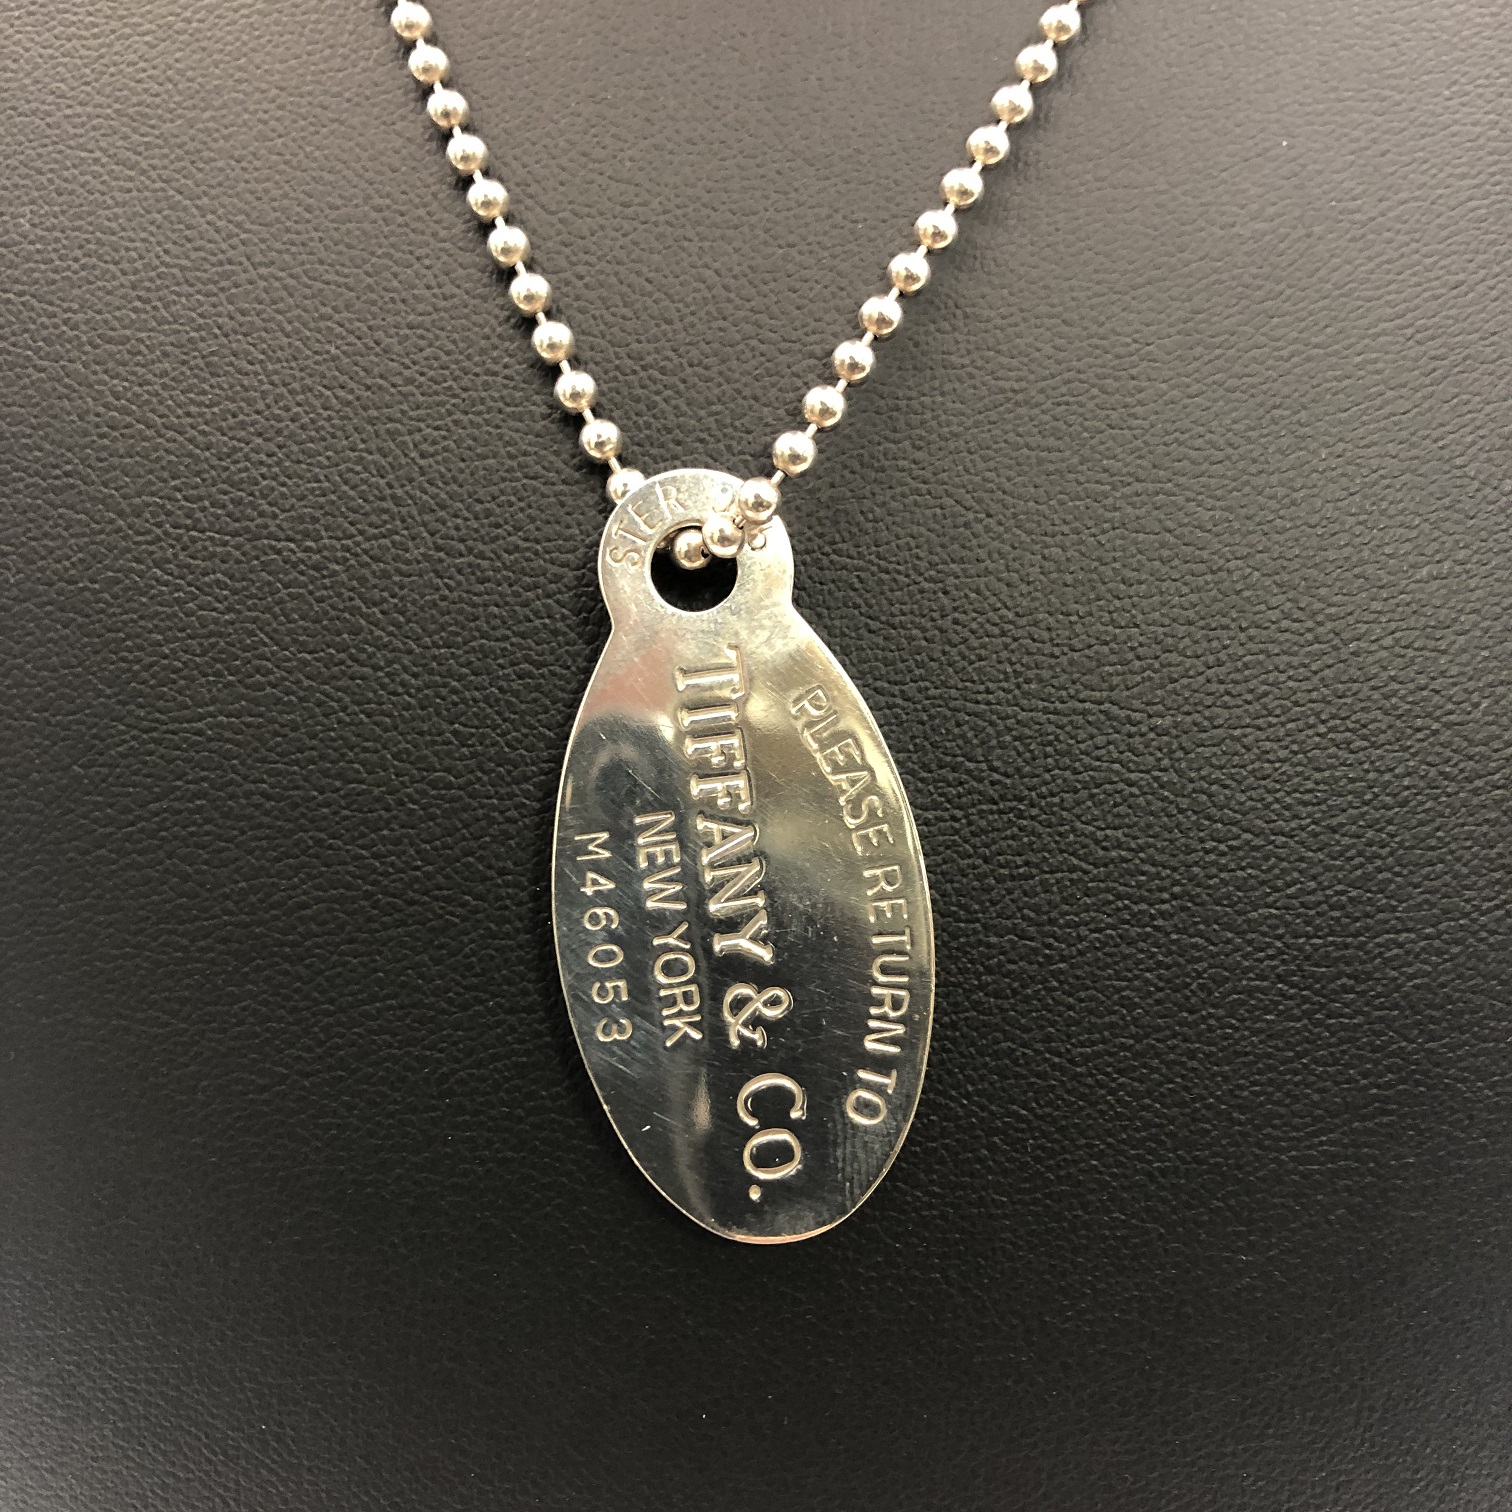 STER
PLEASE RETURN TO
TIFFANY & CO.
NEW YORK
M46053